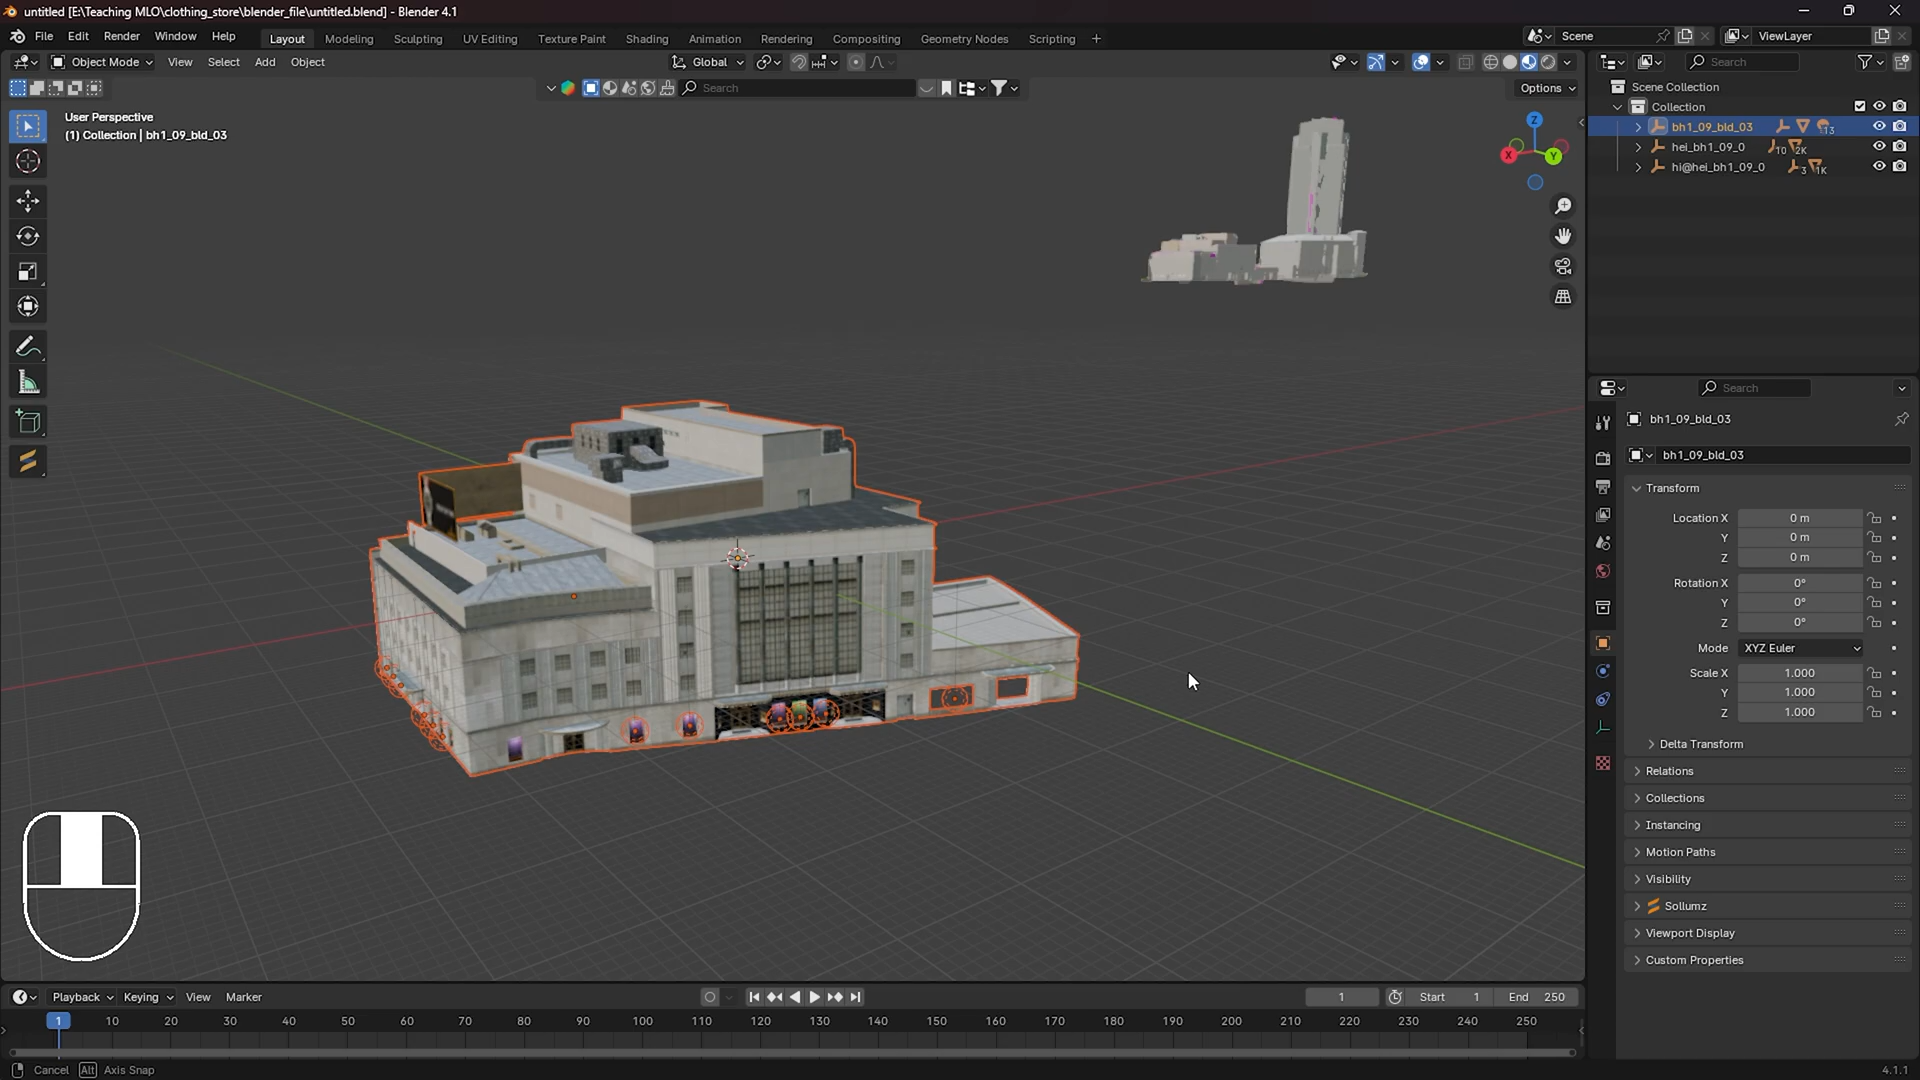 untitled [E:\Teaching MLO\clothing_store\blender_file\untitled.blend] - Blender 4.1
File Edit Render Window Help Layout Modeling Sculpting UV Editing Texture Paint Shading Animation Rendering Compositing Geometry Nodes Scripting + Scene ViewLayer
Object Mode View Select Add Object Global Search
Search Options
User Perspective
(1) Collection | bh1_09_bld_03
Z
X Y
Scene Collection
Collection
bh1_09_bld_03 13
hei_bh1_09_0 10 2K
hi@hei_bh1_09_0 3 1K
Search
bh1_09_bld_03
bh1_09_bld_03
Transform
Location X 0 m
Y 0 m
Z 0 m
Rotation X 0°
Y 0°
Z 0°
Mode XYZ Euler
Scale X 1.000
Y 1.000
Z 1.000
Delta Transform
Relations
Collections
Instancing
Motion Paths
Visibility
Sollumz
Viewport Display
Custom Properties
Playback Keying View Marker 1 Start 1 End 250
1 10 20 30 40 50 60 70 80 90 100 110 120 130 140 150 160 170 180 190 200 210 220 230 240 250
Cancel Alt Axis Snap 4.1.1